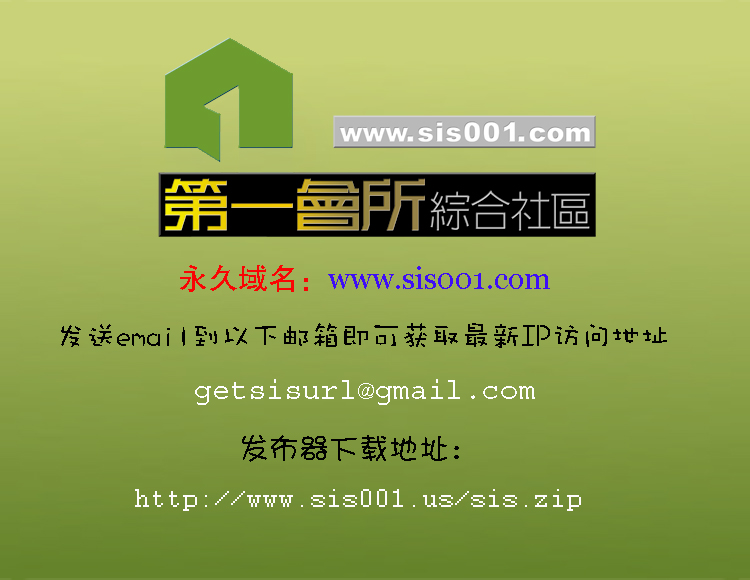 www.sis001.com
第一會所綜合社區
永久域名：www.sis001.com
发送email到以下邮箱即可获取最新IP访问地址
getsisurl@gmail.com
发布器下载地址：
http://www.sis001.us/sis.zip